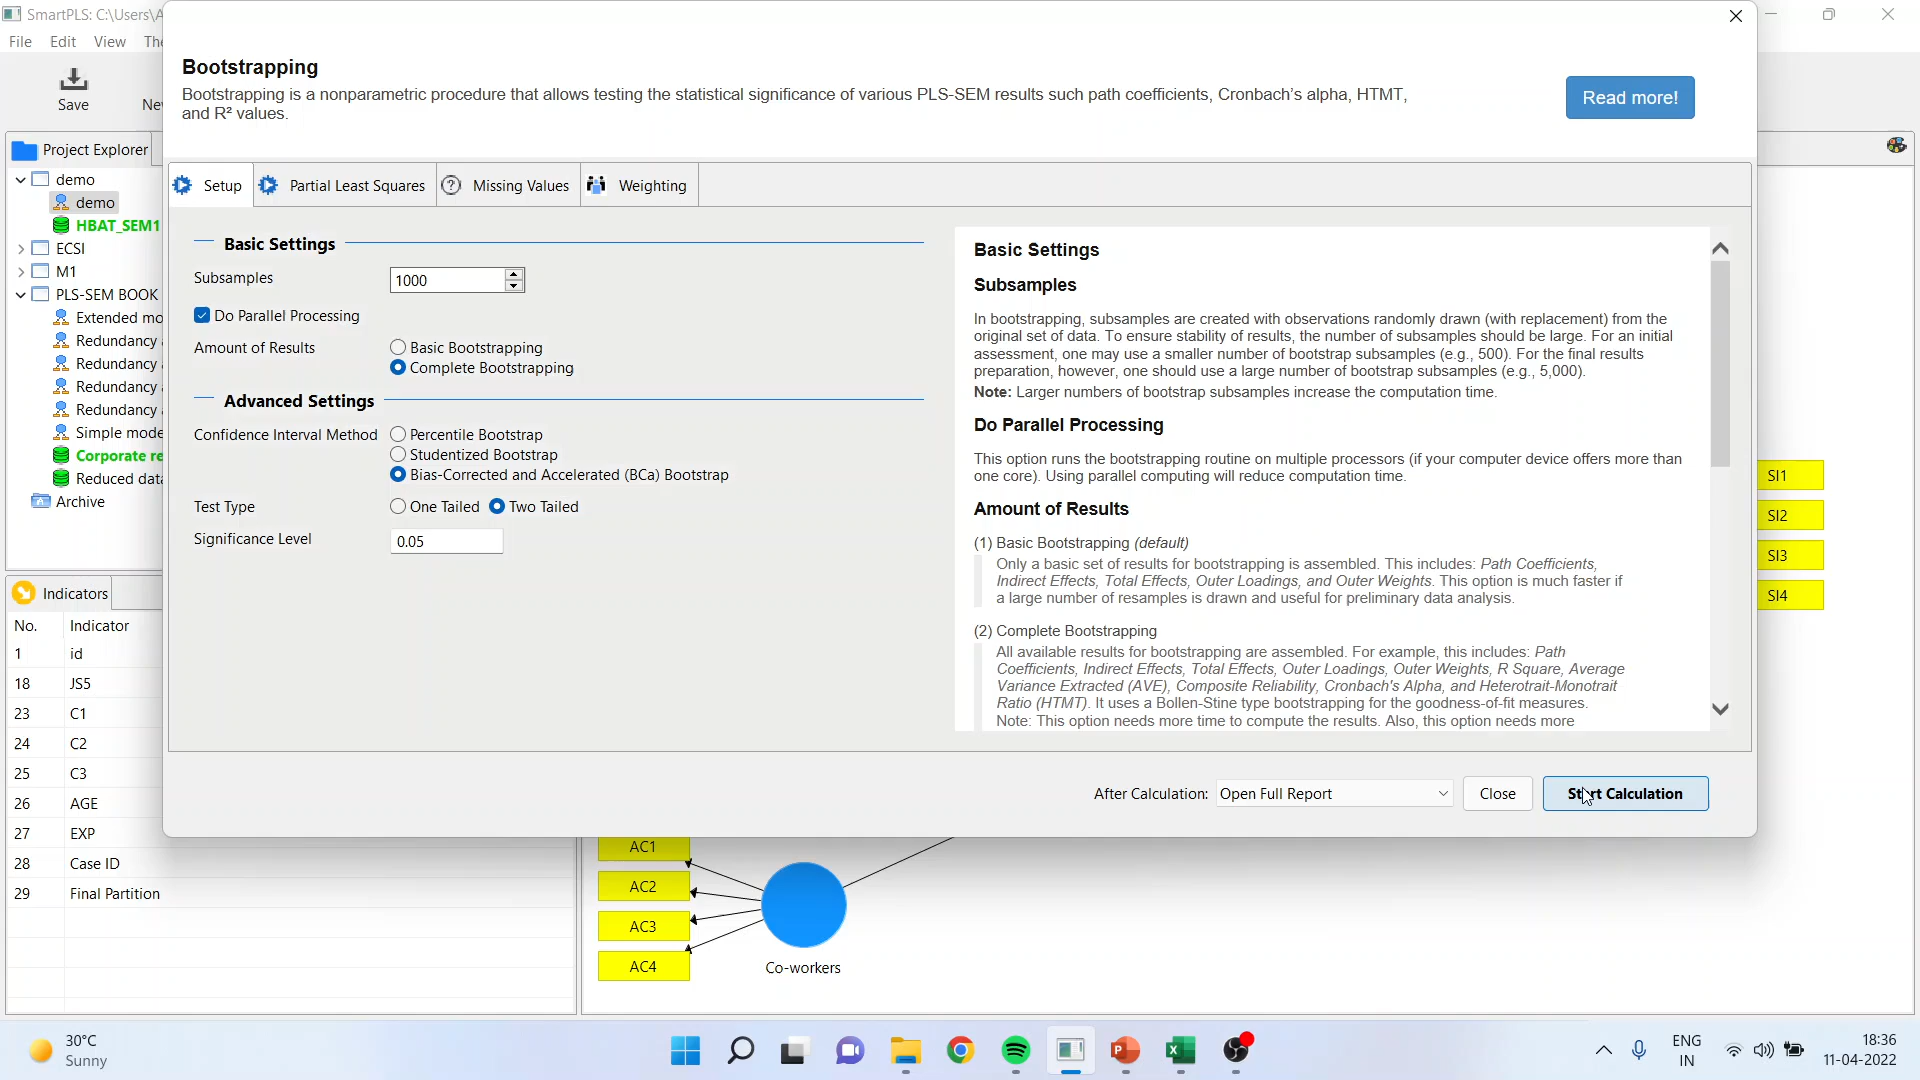 SmartPLS: C:\Users\A
File Edit View The
Save
Nev
Bootstrapping
Bootstrapping is a nonparametric procedure that allows testing the statistical significance of various PLS-SEM results such path coefficients, Cronbach's alpha, HTMT,
and R² values.
Read more!
Project Explorer
demo
demo
HBAT_SEM1
ECSI
M1
PLS-SEM BOOK
Extended mo
Redundancy a
Redundancy a
Redundancy a
Redundancy a
Simple mode
Corporate re
Reduced data
Archive
Setup
Partial Least Squares
Missing Values
Weighting
Basic Settings
Subsamples
1000
Do Parallel Processing
Amount of Results
Basic Bootstrapping
Complete Bootstrapping
Advanced Settings
Confidence Interval Method
Percentile Bootstrap
Studentized Bootstrap
Bias-Corrected and Accelerated (BCa) Bootstrap
Test Type
One Tailed
Two Tailed
Significance Level
0.05
Basic Settings
Subsamples
In bootstrapping, subsamples are created with observations randomly drawn (with replacement) from the
original set of data. To ensure stability of results, the number of subsamples should be large. For an initial
assessment, one may use a smaller number of bootstrap subsamples (e.g., 500). For the final results
preparation, however, one should use a large number of bootstrap subsamples (e.g., 5,000).
Note: Larger numbers of bootstrap subsamples increase the computation time.
Do Parallel Processing
This option runs the bootstrapping routine on multiple processors (if your computer device offers more than
one core). Using parallel computing will reduce computation time.
Amount of Results
(1) Basic Bootstrapping (default)
Only a basic set of results for bootstrapping is assembled. This includes: Path Coefficients,
Indirect Effects, Total Effects, Outer Loadings, and Outer Weights. This option is much faster if
a large number of resamples is drawn and useful for preliminary data analysis.
(2) Complete Bootstrapping
All available results for bootstrapping are assembled. For example, this includes: Path
Coefficients, Indirect Effects, Total Effects, Outer Loadings, Outer Weights, R Square, Average
Variance Extracted (AVE), Composite Reliability, Cronbach's Alpha, and Heterotrait-Monotrait
Ratio (HTMT). It uses a Bollen-Stine type bootstrapping for the goodness-of-fit measures.
Note: This option needs more time to compute the results. Also, this option needs more
After Calculation:
Open Full Report
Close
Start Calculation
SI1
SI2
SI3
SI4
Indicators
No. Indicator
1 id
18 JS5
23 C1
24 C2
25 C3
26 AGE
27 EXP
28 Case ID
29 Final Partition
AC1
AC2
AC3
AC4
Co-workers
30°C
Sunny
ENG
IN
18:36
11-04-2022